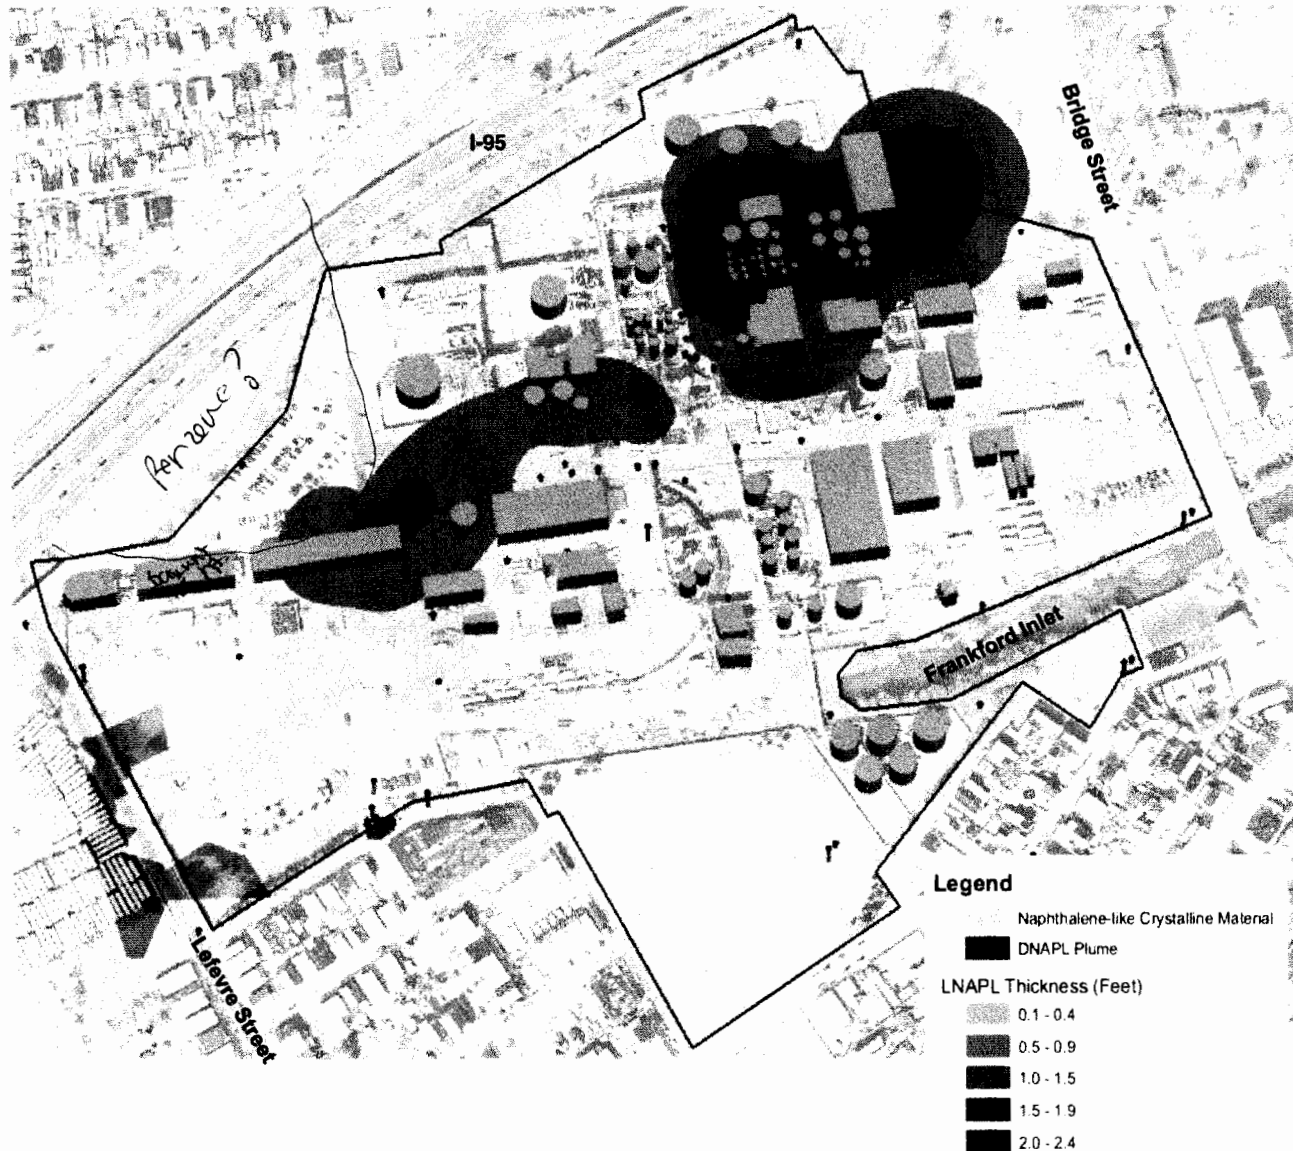 I-95
Bridge Street
Frankford Inlet
Lefevre Street
Legend
Naphthalene-like Crystalline Material
DNAPL Plume
LNAPL Thickness (Feet)
0.1 - 0.4
0.5 - 0.9
1.0 - 1.5
1.5 - 1.9
2.0 - 2.4